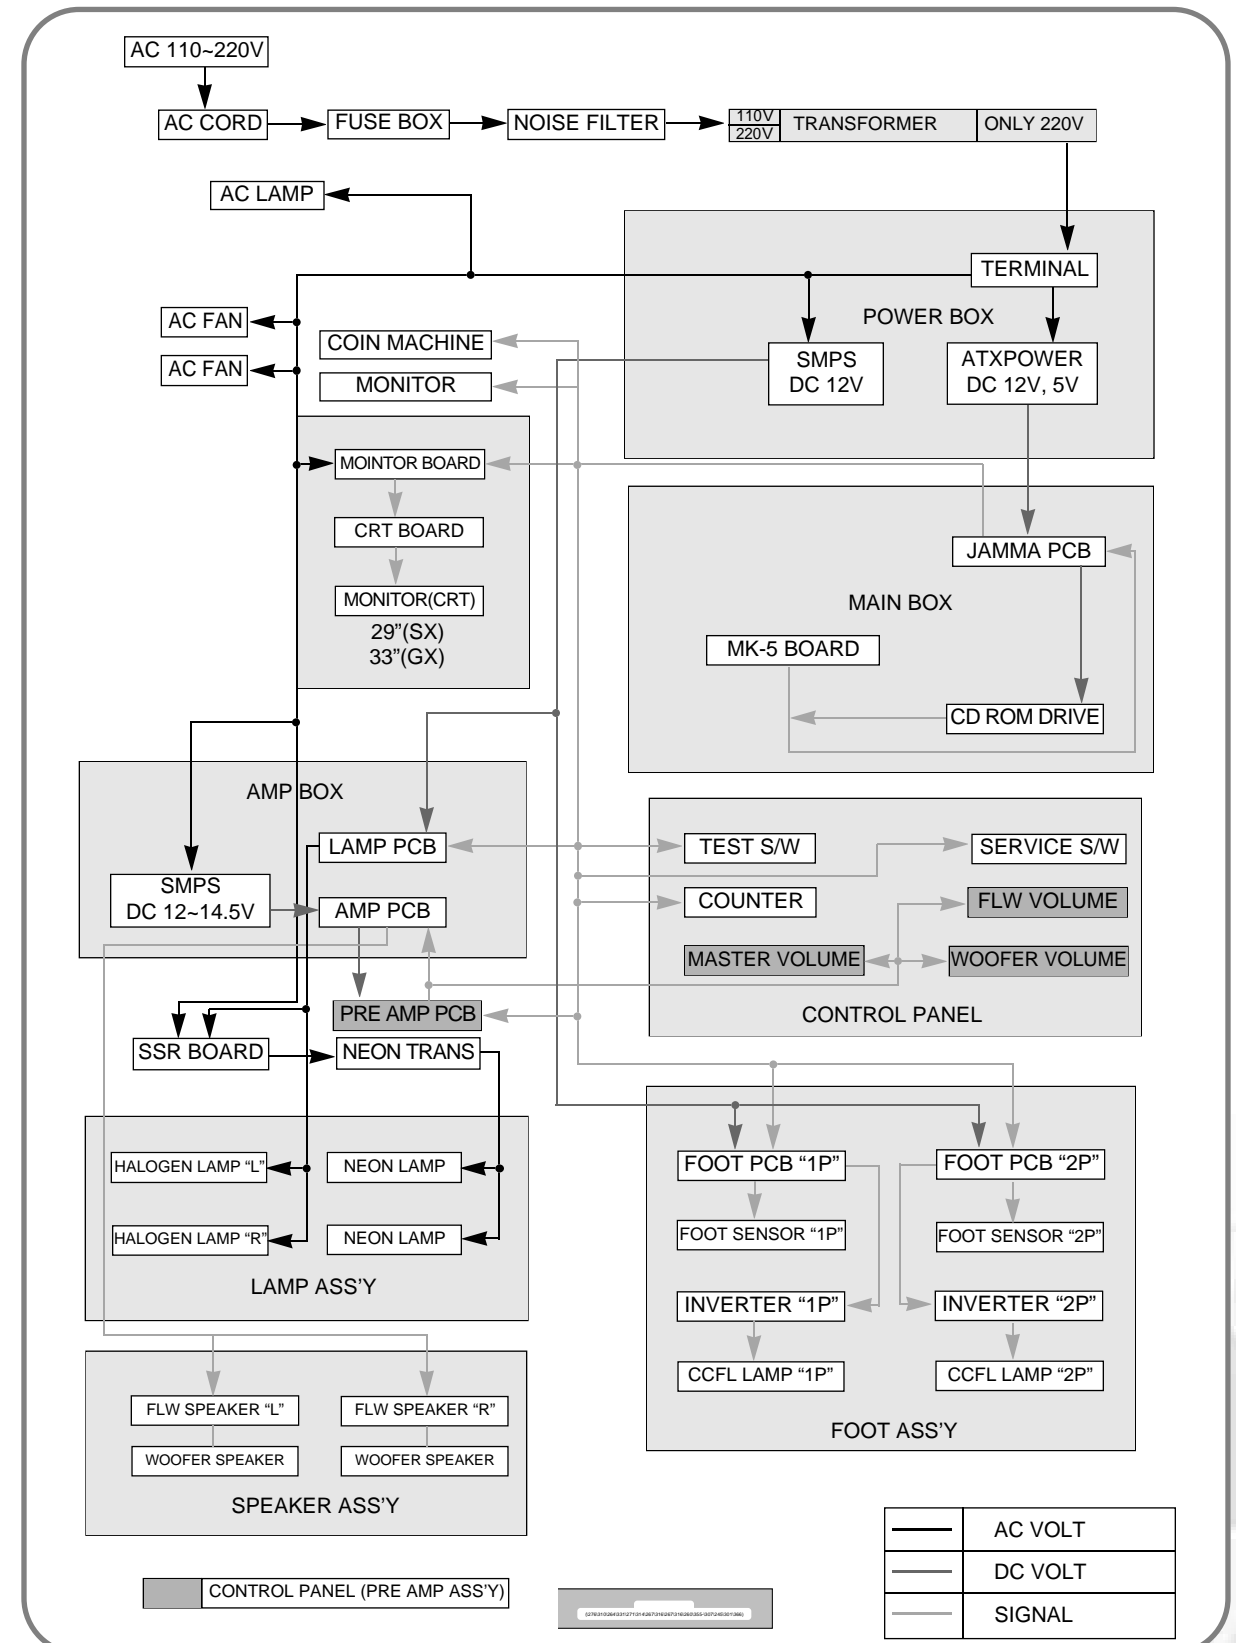 AC 110~220V
AC CORD
FUSE BOX
NOISE FILTER
110V
220V
TRANSFORMER
ONLY 220V
AC LAMP
TERMINAL
POWER BOX
AC FAN
COIN MACHINE
SMPS
DC 12V
ATXPOWER
DC 12V, 5V
AC FAN
MONITOR
MOINTOR BOARD
CRT BOARD
MONITOR(CRT)
29”(SX)
33”(GX)
JAMMA PCB
MAIN BOX
MK-5 BOARD
CD ROM DRIVE
AMP BOX
LAMP PCB
SMPS
DC 12~14.5V
AMP PCB
TEST S/W
SERVICE S/W
COUNTER
FLW VOLUME
MASTER VOLUME
WOOFER VOLUME
CONTROL PANEL
PRE AMP PCB
SSR BOARD
NEON TRANS
HALOGEN LAMP “L”
NEON LAMP
HALOGEN LAMP “R”
NEON LAMP
LAMP ASS’Y
FOOT PCB “1P”
FOOT PCB “2P”
FOOT SENSOR “1P”
FOOT SENSOR “2P”
INVERTER “1P”
INVERTER “2P”
CCFL LAMP “1P”
CCFL LAMP “2P”
FOOT ASS’Y
FLW SPEAKER “L”
FLW SPEAKER “R”
WOOFER SPEAKER
WOOFER SPEAKER
SPEAKER ASS’Y
CONTROL PANEL (PRE AMP ASS’Y)
AC VOLT
DC VOLT
SIGNAL